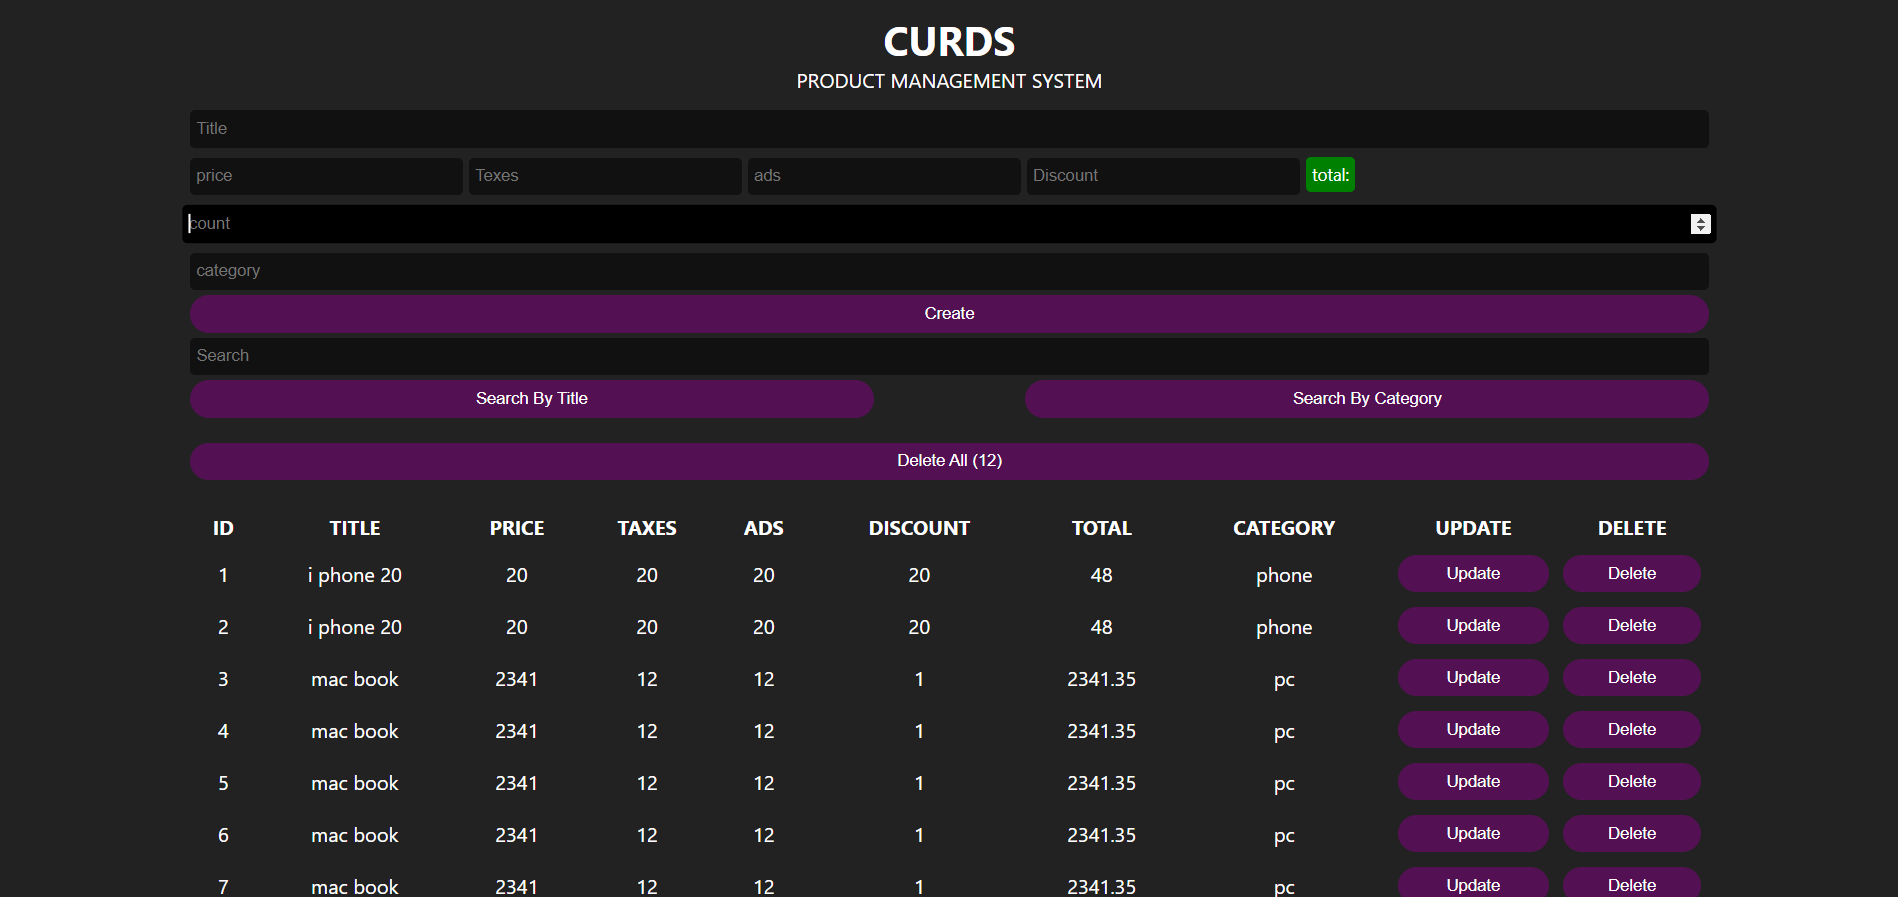 CURDS
PRODUCT MANAGEMENT SYSTEM
Title
price Texes ads Discount total:
count
category
Create
Search
Search By Title Search By Category
Delete All (12)
ID TITLE PRICE TAXES ADS DISCOUNT TOTAL CATEGORY UPDATE DELETE
1 i phone 20 20 20 20 20 48 phone Update Delete
2 i phone 20 20 20 20 20 48 phone Update Delete
3 mac book 2341 12 12 1 2341.35 pc Update Delete
4 mac book 2341 12 12 1 2341.35 pc Update Delete
5 mac book 2341 12 12 1 2341.35 pc Update Delete
6 mac book 2341 12 12 1 2341.35 pc Update Delete
7 mac book 2341 12 12 1 2341.35 pc Update Delete